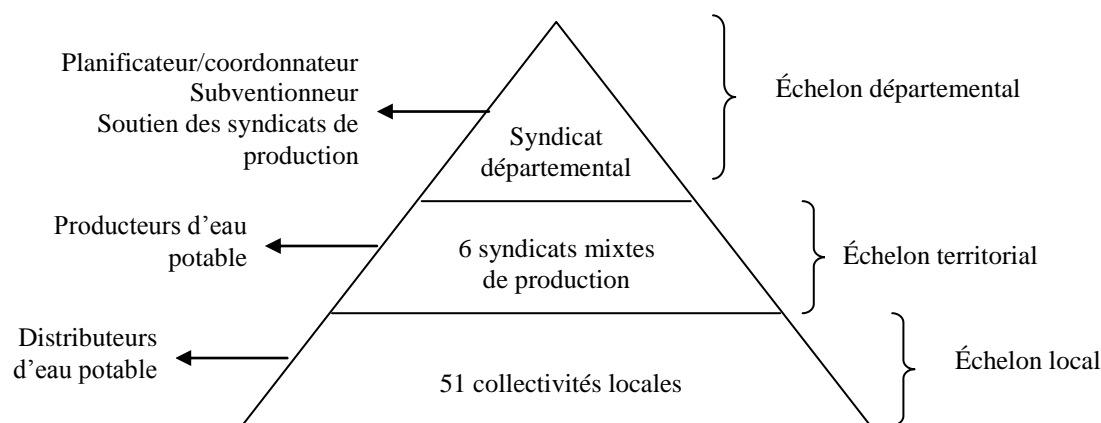 Planificateur/coordonnateur
Subventionneur
Soutien des syndicats de
production
Syndicat
départemental
Échelon départemental
Producteurs d’eau
potable
6 syndicats mixtes
de production
Échelon territorial
Distributeurs
d’eau potable
51 collectivités locales
Échelon local